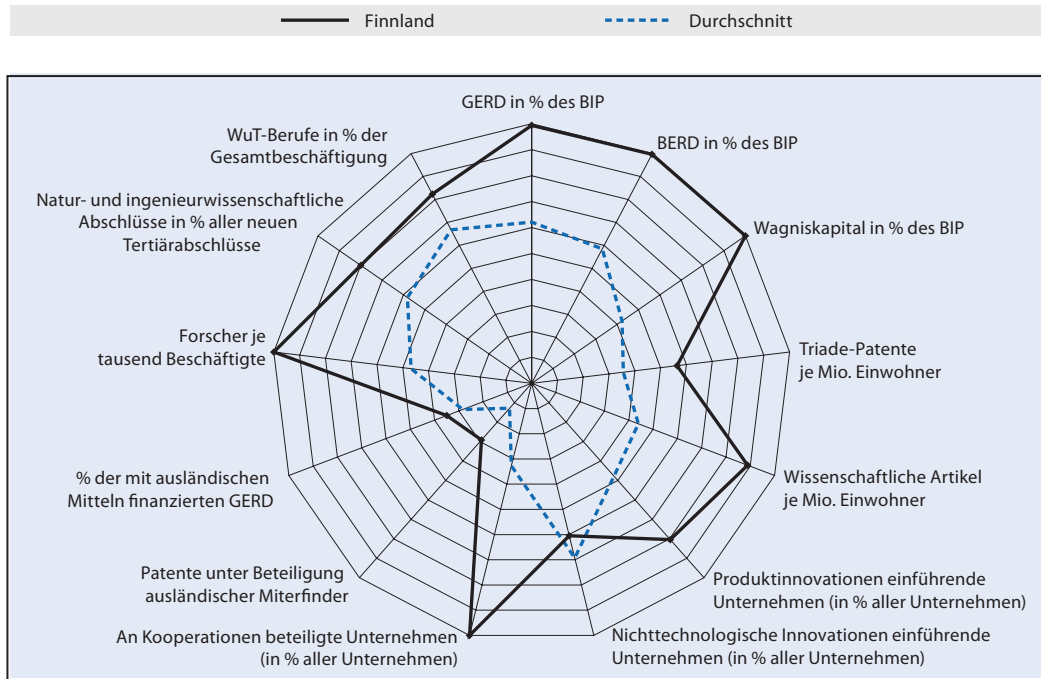 Finnland
Durchschnitt
GERD in % des BIP
BERD in % des BIP
Wagniskapital in % des BIP
Triade-Patente
je Mio. Einwohner
Wissenschaftliche Artikel
je Mio. Einwohner
Produktinnovationen einführende
Unternehmen (in % aller Unternehmen)
Nichttechnologische Innovationen einführende
Unternehmen (in % aller Unternehmen)
An Kooperationen beteiligte Unternehmen
(in % aller Unternehmen)
Patente unter Beteiligung
ausländischer Miterfinder
% der mit ausländischen
Mitteln finanzierten GERD
Forscher je
tausend Beschäftigte
Natur- und ingenieurwissenschaftliche
Abschlüsse in % aller neuen
Tertiärabschlüsse
WuT-Berufe in % der
Gesamtbeschäftigung